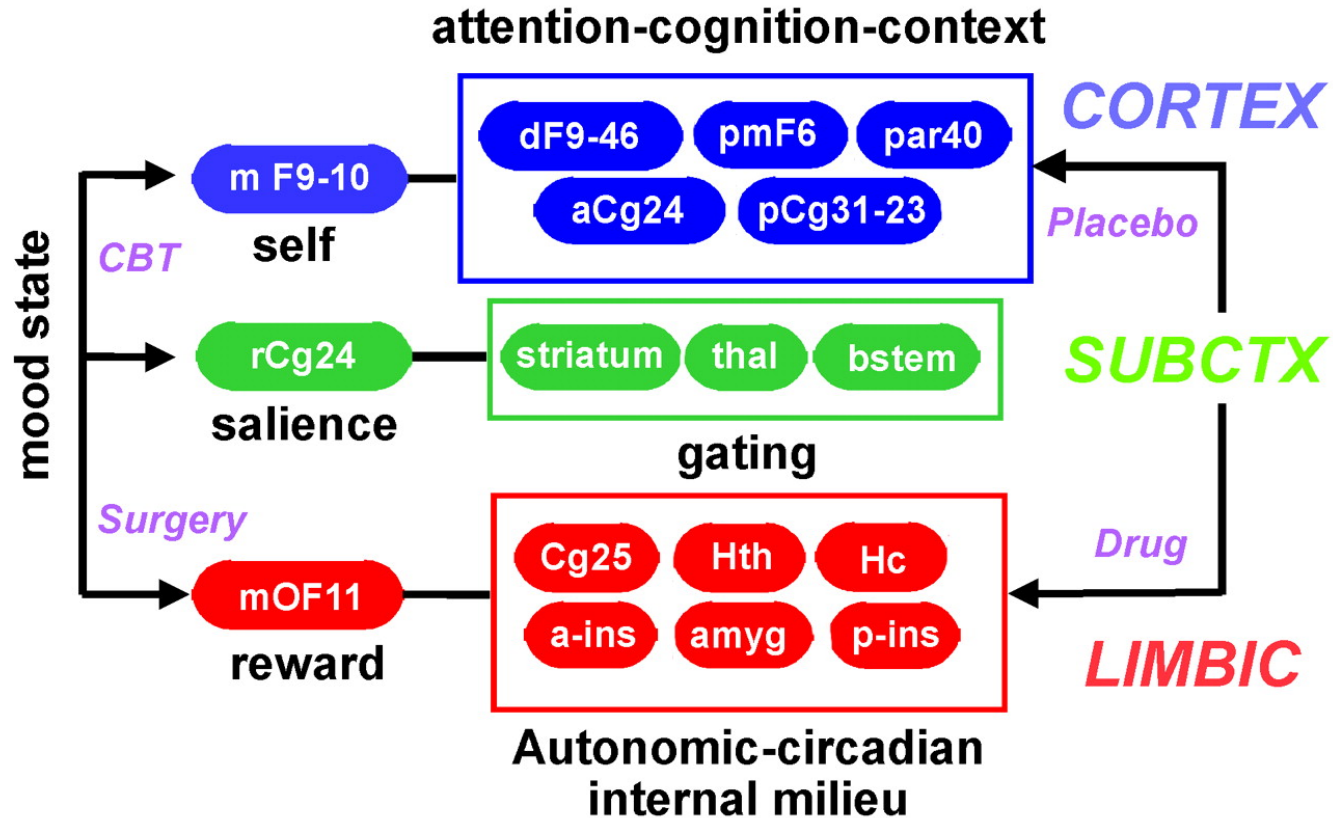 attention-cognition-context
CORTEX
dF9-46
pmF6
par40
m F9-10
aCg24
pCg31-23
Placebo
self
CBT
mood state
rCg24
striatum
thal
bstem
SUBCTX
salience
gating
Surgery
Cg25
Hth
Hc
Drug
mOF11
a-ins
amyg
p-ins
reward
LIMBIC
Autonomic-circadian
internal milieu